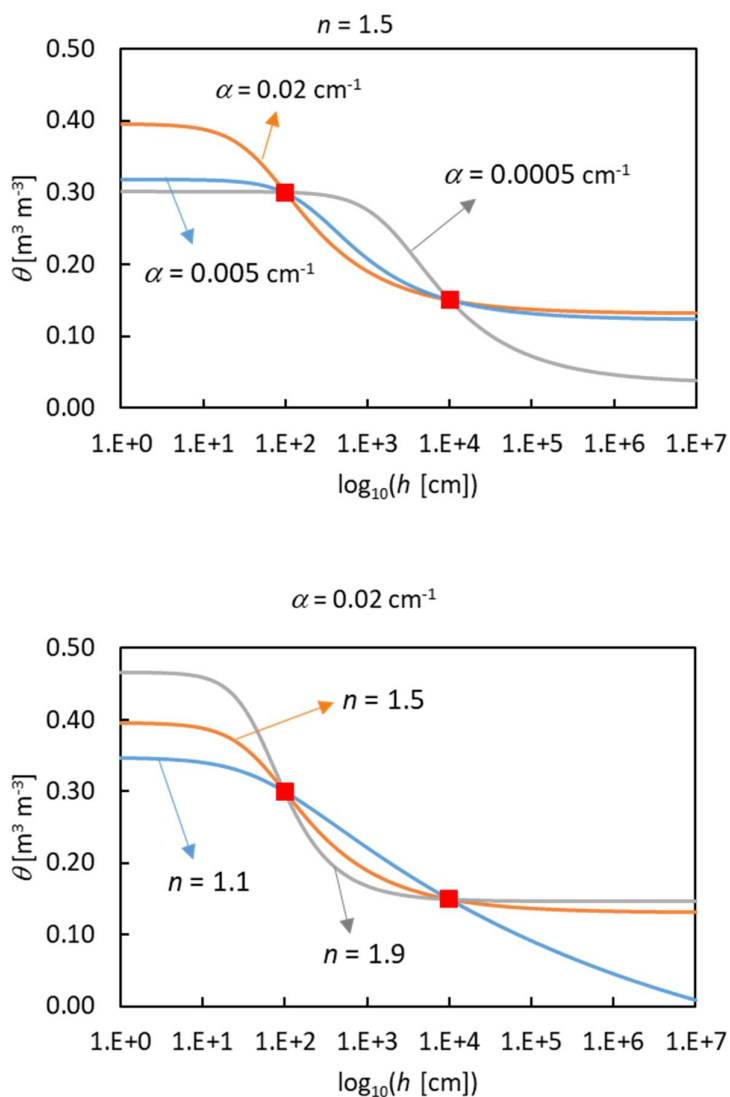 n = 1.5
0.50
α = 0.02 cm⁻¹
0.40
α = 0.0005 cm⁻¹
0.30
θ [m³ m⁻³]
0.20
α = 0.005 cm⁻¹
0.10
0.00
1.E+0 1.E+1 1.E+2 1.E+3 1.E+4 1.E+5 1.E+6 1.E+7
log₁₀(h [cm])
α = 0.02 cm⁻¹
0.50
n = 1.5
0.40
0.30
θ [m³ m⁻³]
0.20
n = 1.1
0.10
n = 1.9
0.00
1.E+0 1.E+1 1.E+2 1.E+3 1.E+4 1.E+5 1.E+6 1.E+7
log₁₀(h [cm])